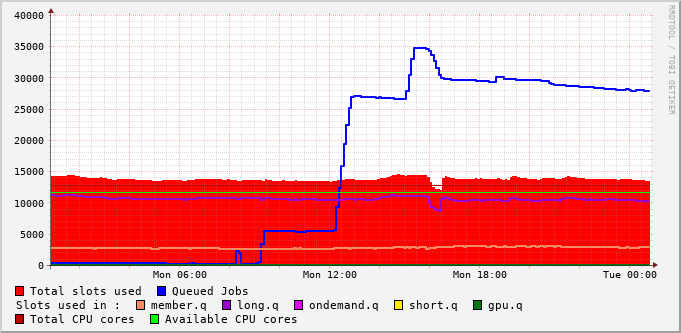 40000
35000
30000
25000
20000
15000
10000
5000
0
Mon 06:00 Mon 12:00 Mon 18:00 Tue 00:00
Total slots used Queued Jobs
Slots used in : member.q long.q ondemand.q short.q gpu.q
Total CPU cores Available CPU cores
RRDTOOL / TOBI OETIKER